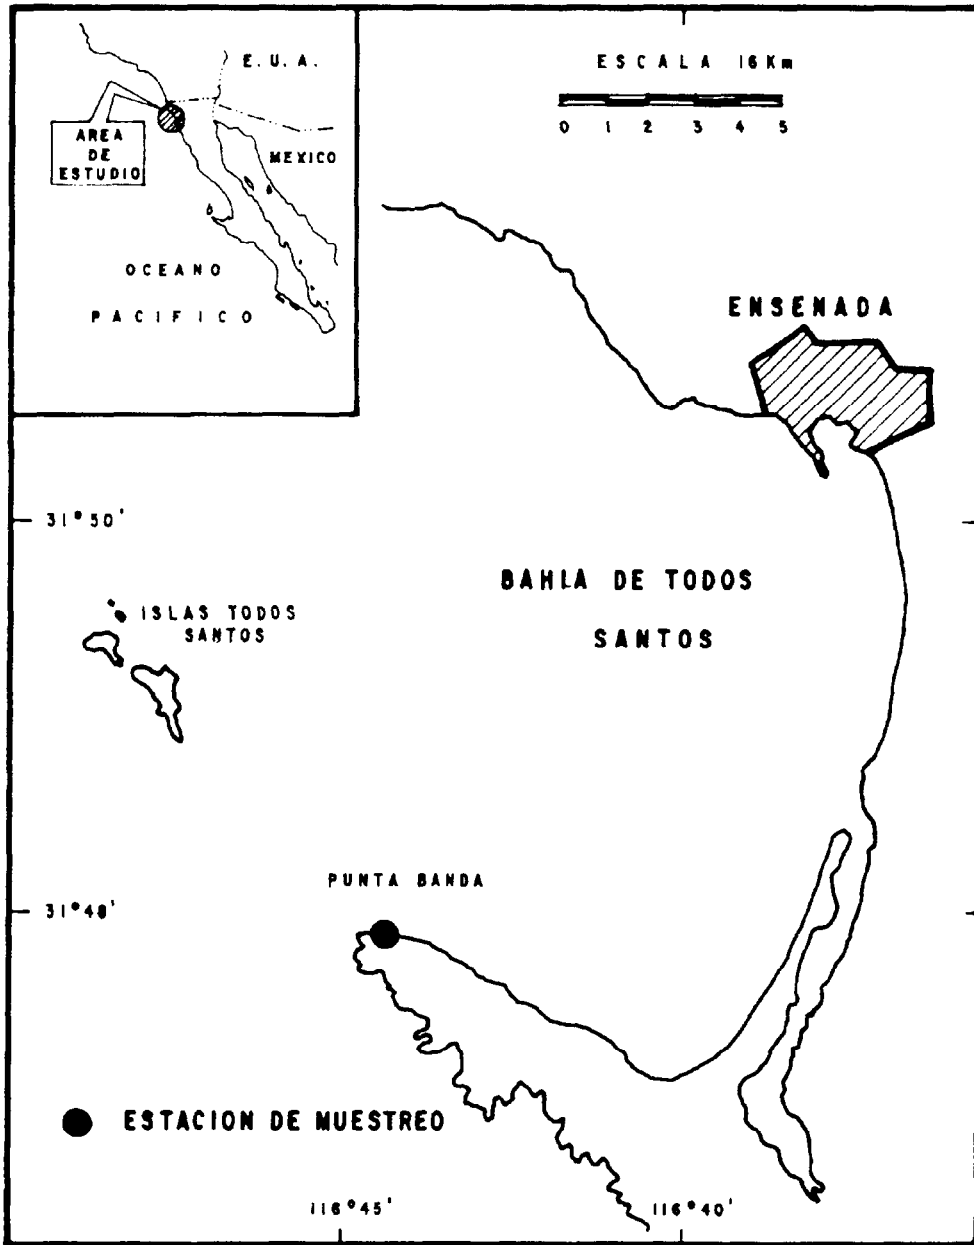 E. U. A.
AREA
DE
ESTUDIO
MEXICO
OCEANO
PACIFICO
ESCALA 16Km
0 1 2 3 4 5
ENSENADA
31°50'
BAHIA DE TODOS
SANTOS
ISLAS TODOS
SANTOS
PUNTA BANDA
31°48'
ESTACION DE MUESTREO
116°45'
116°40'